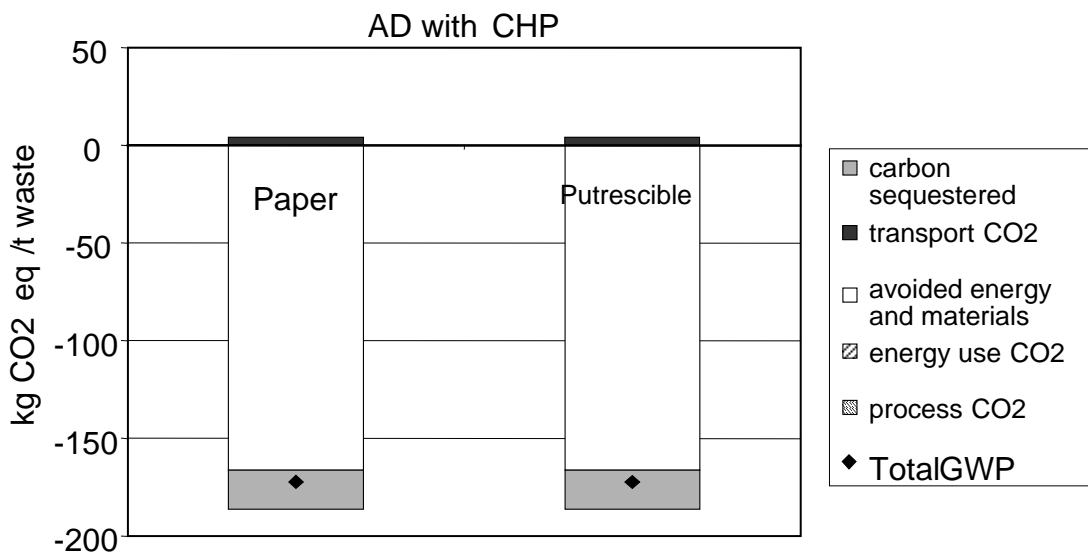 AD with CHP
50
0
-50
-100
-150
-200
kg CO2 eq /t waste
Paper
Putrescible
carbon
sequestered
transport CO2
avoided energy
and materials
energy use CO2
process CO2
TotalGWP